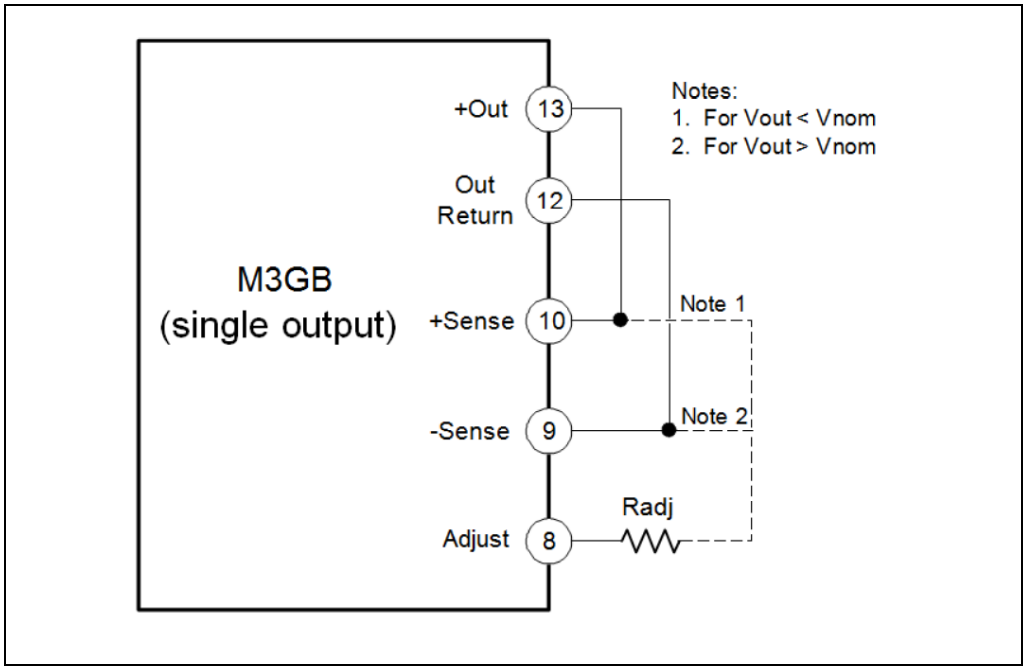 M3GB
(single output)
+Out
13
Out
Return
12
+Sense
10
-Sense
9
Adjust
8
Notes:
1. For Vout < Vnom
2. For Vout > Vnom
Note 1
Note 2
Radj